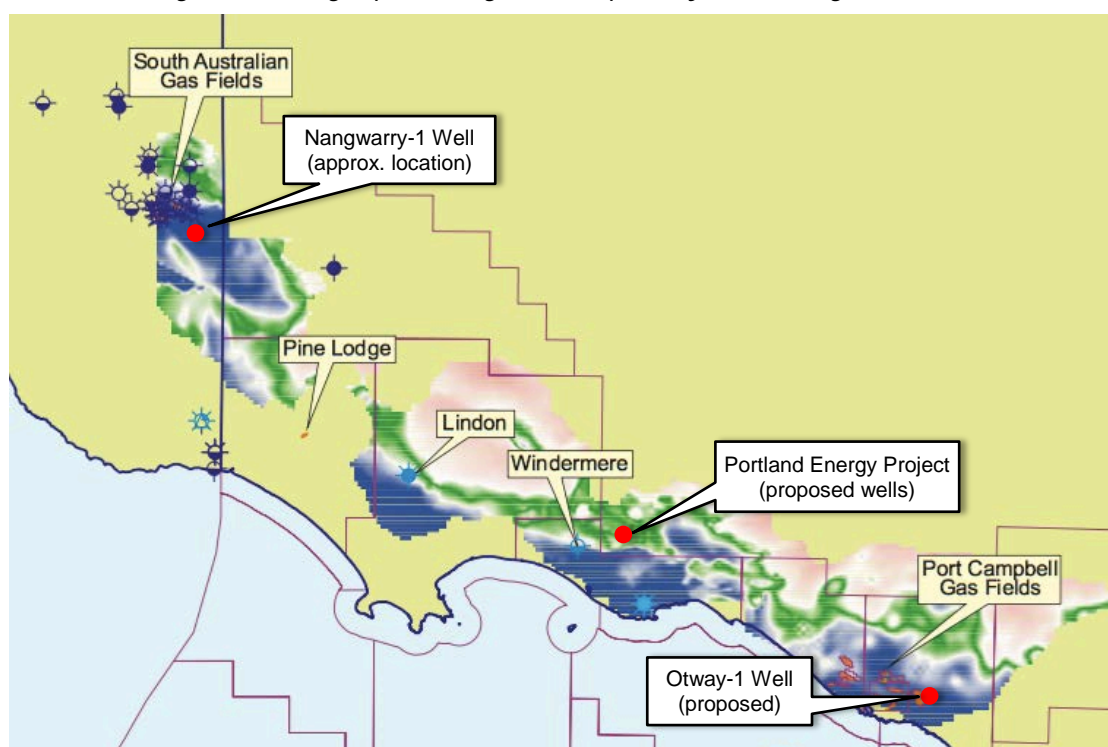 South Australian
Gas Fields
Nangwarry-1 Well
(approx. location)
Pine Lodge
Lindon
Windermere
Portland Energy Project
(proposed wells)
Port Campbell
Gas Fields
Otway-1 Well
(proposed)